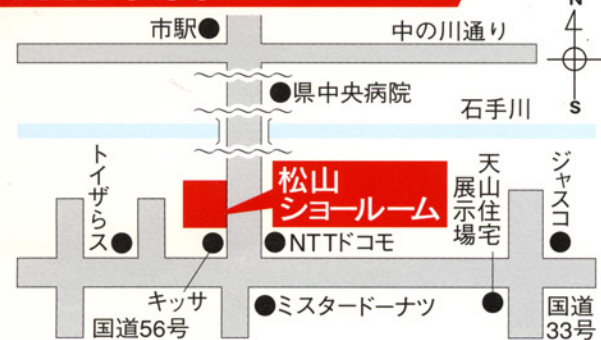 N
市駅
中の川通り
県中央病院
S
石手川
トイザらス
松山
ショールーム
天山住宅
展示場
ジャスコ
NTTドコモ
キッサ
ミスタードーナツ
国道56号
国道
33号